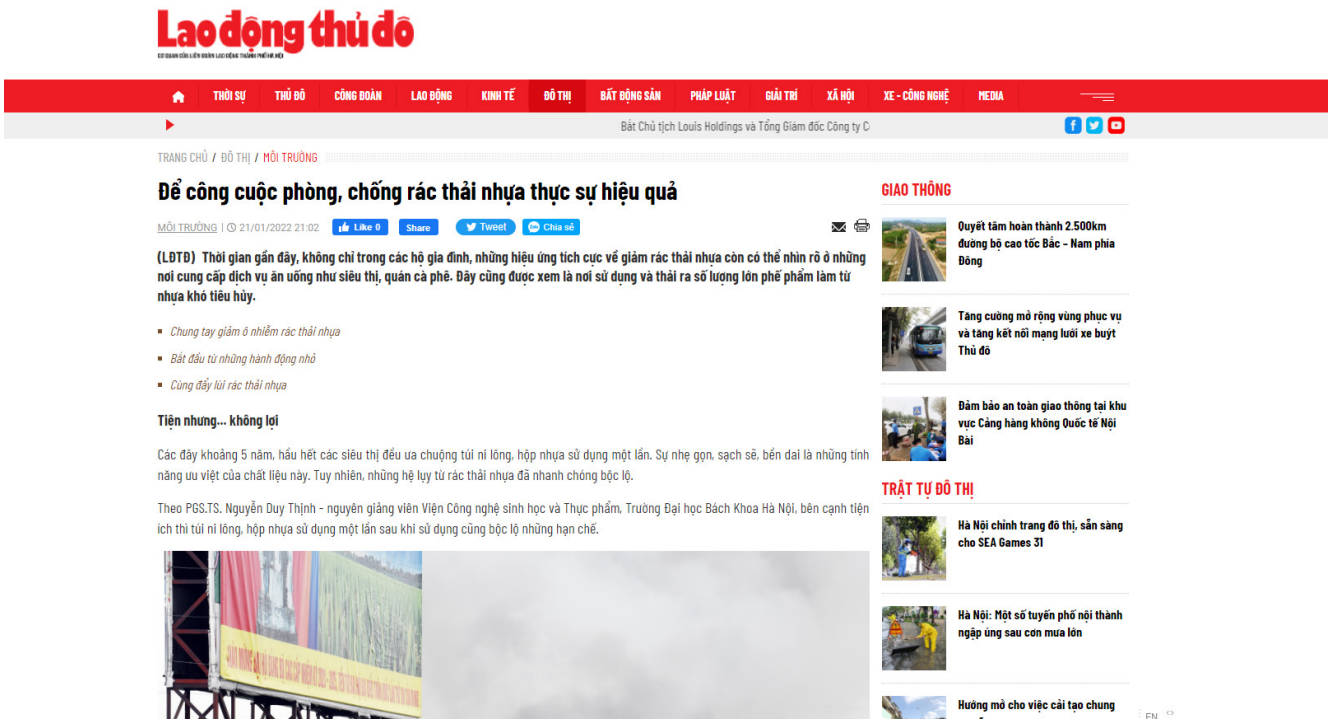 Lao động thủ đô
CƠ QUAN CỦA LIÊN ĐOÀN LAO ĐỘNG THÀNH PHỐ HÀ NỘI
THỜI SỰ THỦ ĐÔ CÔNG ĐOÀN LAO ĐỘNG KINH TẾ ĐÔ THỊ BẤT ĐỘNG SẢN PHÁP LUẬT GIẢI TRÍ XÃ HỘI XE - CÔNG NGHỆ MEDIA
Bắt Chủ tịch Louis Holdings và Tổng Giám đốc Công ty C
TRANG CHỦ / ĐÔ THỊ / MÔI TRƯỜNG
Để công cuộc phòng, chống rác thải nhựa thực sự hiệu quả
MÔI TRƯỜNG | 21/01/2022 21:02 Like 0 Share Tweet Chia sẻ
(LĐTĐ) Thời gian gần đây, không chỉ trong các hộ gia đình, những hiệu ứng tích cực về giảm rác thải nhựa còn có thể nhìn rõ ở những
nơi cung cấp dịch vụ ăn uống như siêu thị, quán cà phê. Đây cũng được xem là nơi sử dụng và thải ra số lượng lớn phế phẩm làm từ
nhựa khó tiêu hủy.
Chung tay giảm ô nhiễm rác thải nhựa
Bắt đầu từ những hành động nhỏ
Cùng đẩy lùi rác thải nhựa
Tiện nhưng... không lợi
Các đây khoảng 5 năm, hầu hết các siêu thị đều ưa chuộng túi ni lông, hộp nhựa sử dụng một lần. Sự nhẹ gọn, sạch sẽ, bền dai là những tính
năng ưu việt của chất liệu này. Tuy nhiên, những hệ lụy từ rác thải nhựa đã nhanh chóng bộc lộ.
Theo PGS.TS. Nguyễn Duy Thịnh - nguyên giảng viên Viện Công nghệ sinh học và Thực phẩm, Trường Đại học Bách Khoa Hà Nội, bên cạnh tiện
ích thì túi ni lông, hộp nhựa sử dụng một lần sau khi sử dụng cũng bộc lộ những hạn chế.
GIAO THÔNG
Quyết tâm hoàn thành 2.500km
đường bộ cao tốc Bắc – Nam phía
Đông
Tăng cường mở rộng vùng phục vụ
và tăng kết nối mạng lưới xe buýt
Thủ đô
Đảm bảo an toàn giao thông tại khu
vực Cảng hàng không Quốc tế Nội
Bài
TRẬT TỰ ĐÔ THỊ
Hà Nội chỉnh trang đô thị, sẵn sàng
cho SEA Games 31
Hà Nội: Một số tuyến phố nội thành
ngập úng sau cơn mưa lớn
Hướng mở cho việc cải tạo chung
EN